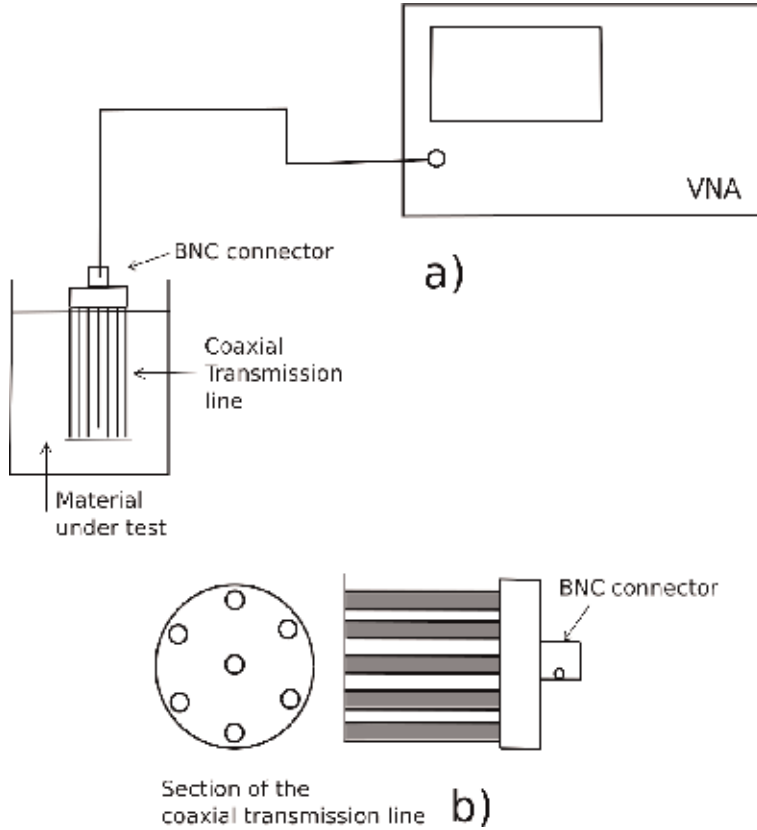 VNA
BNC connector
a)
Coaxial
Transmission
line
Material
under test
BNC connector
Section of the
coaxial transmission line
b)